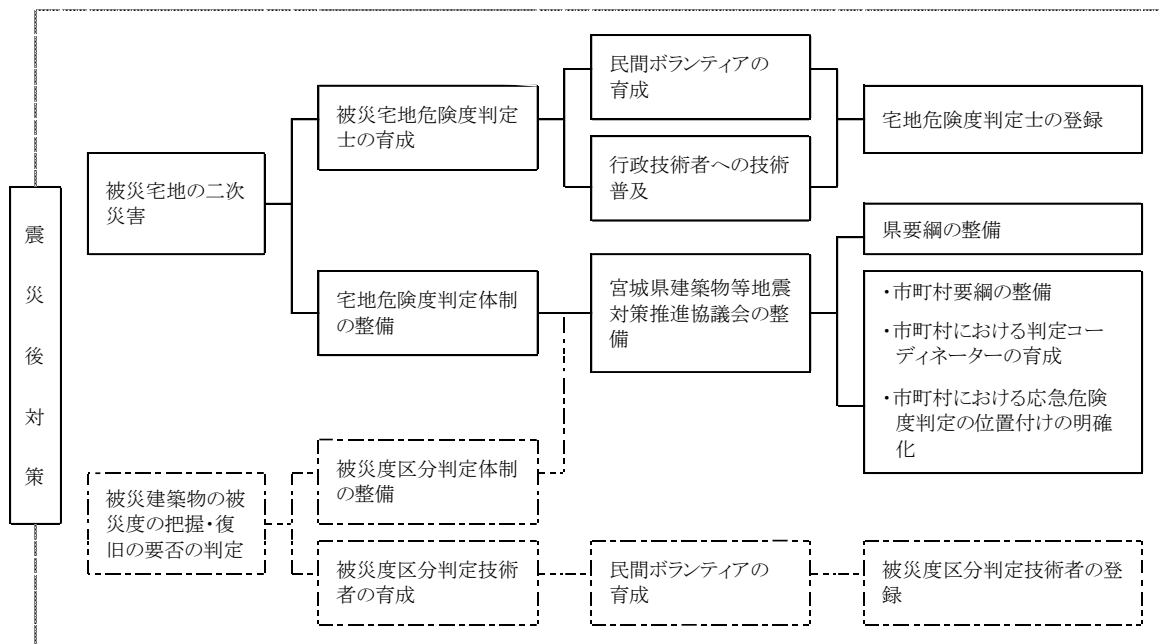 震災後対策
被災宅地の二次
災害
被災宅地危険度判定
士の育成
民間ボランティアの
育成
行政技術者への技術
普及
宅地危険度判定士の登録
宅地危険度判定体制
の整備
宮城県建築物等地震
対策推進協議会の整
備
県要綱の整備
・市町村要綱の整備
・市町村における判定コー
ディネーターの育成
・市町村における応急危険
度判定の位置付けの明確
化
被災建築物の被
災度の把握・復
旧の要否の判定
被災度区分判定体制
の整備
被災度区分判定技術
者の育成
民間ボランティアの
育成
被災度区分判定技術者の登
録